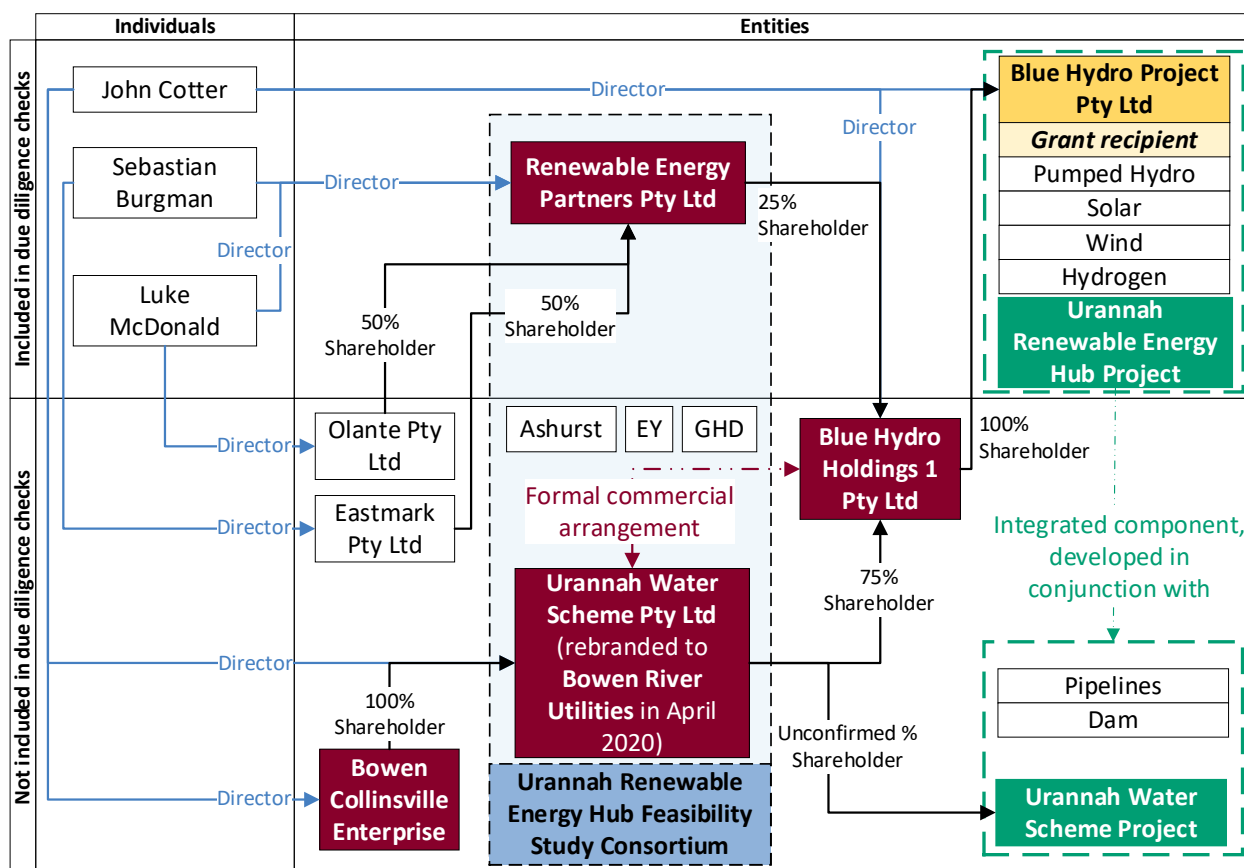 Individuals
Entities
Included in due diligence checks
Not included in due diligence checks
John Cotter
Director
Director
Blue Hydro Project
Pty Ltd
Grant recipient
Pumped Hydro
Solar
Wind
Hydrogen
Urannah
Renewable Energy
Hub Project
Sebastian
Burgman
Director
Renewable Energy
Partners Pty Ltd
25%
Shareholder
Director
Luke
McDonald
50%
Shareholder
50%
Shareholder
Director
Olante Pty
Ltd
Ashurst
EY
GHD
Blue Hydro
Holdings 1
Pty Ltd
100%
Shareholder
Director
Eastmark
Pty Ltd
Formal commercial
arrangement
Integrated component,
developed in
conjunction with
75%
Shareholder
Urannah Water
Scheme Pty Ltd
(rebranded to
Bowen River
Utilities in April
2020)
Director
100%
Shareholder
Unconfirmed %
Shareholder
Pipelines
Dam
Urannah Water
Scheme Project
Director
Bowen
Collinsville
Enterprise
Urannah Renewable
Energy Hub Feasibility
Study Consortium